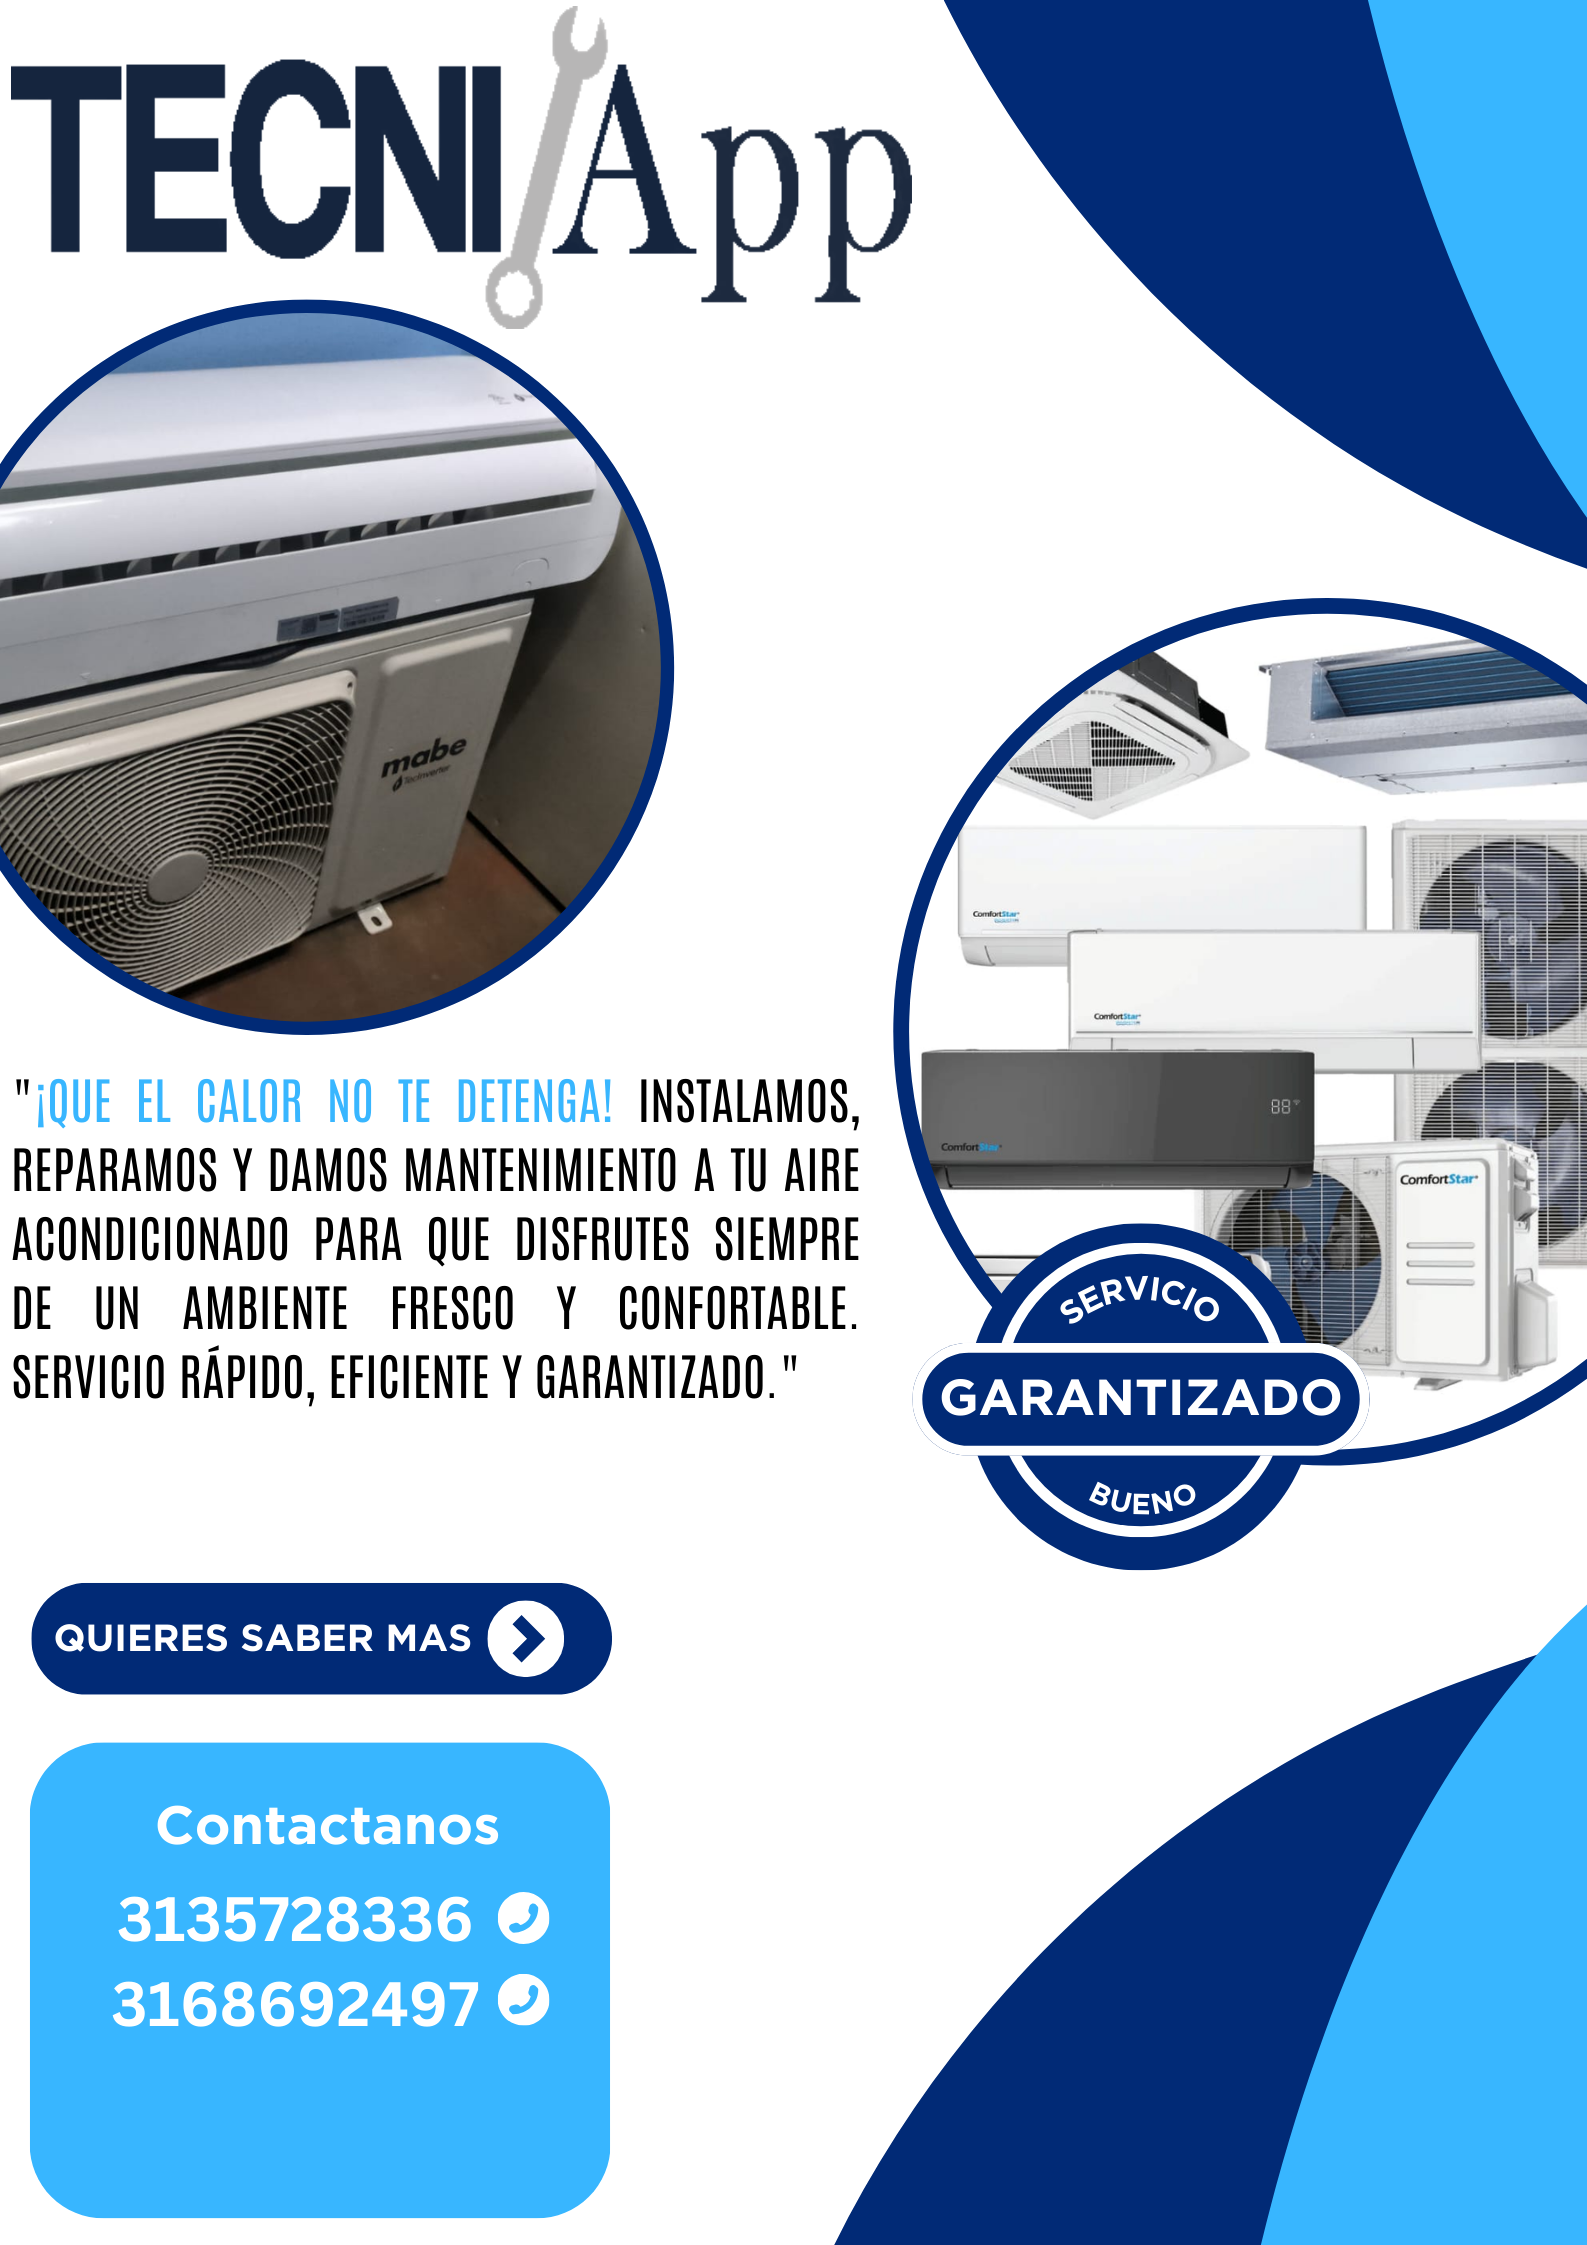 TECNI App
mabe
TecInverter
ComfortStar
ComfortStar
88
ComfortStar
ComfortStar
"¡QUE EL CALOR NO TE DETENGA! INSTALAMOS,
REPARAMOS Y DAMOS MANTENIMIENTO A TU AIRE
ACONDICIONADO PARA QUE DISFRUTES SIEMPRE
DE UN AMBIENTE FRESCO Y CONFORTABLE.
SERVICIO RÁPIDO, EFICIENTE Y GARANTIZADO."
SERVICIO
GARANTIZADO
BUENO
QUIERES SABER MAS
Contactanos
3135728336
3168692497